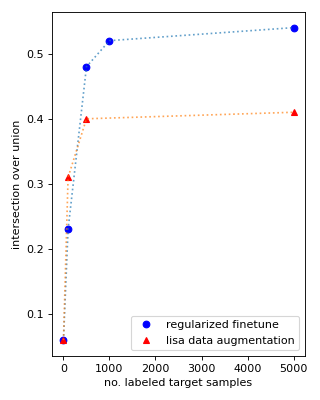 0.5
0.4
0.3
0.2
0.1
intersection over union
regularized finetune
lisa data augmentation
0 1000 2000 3000 4000 5000
no. labeled target samples